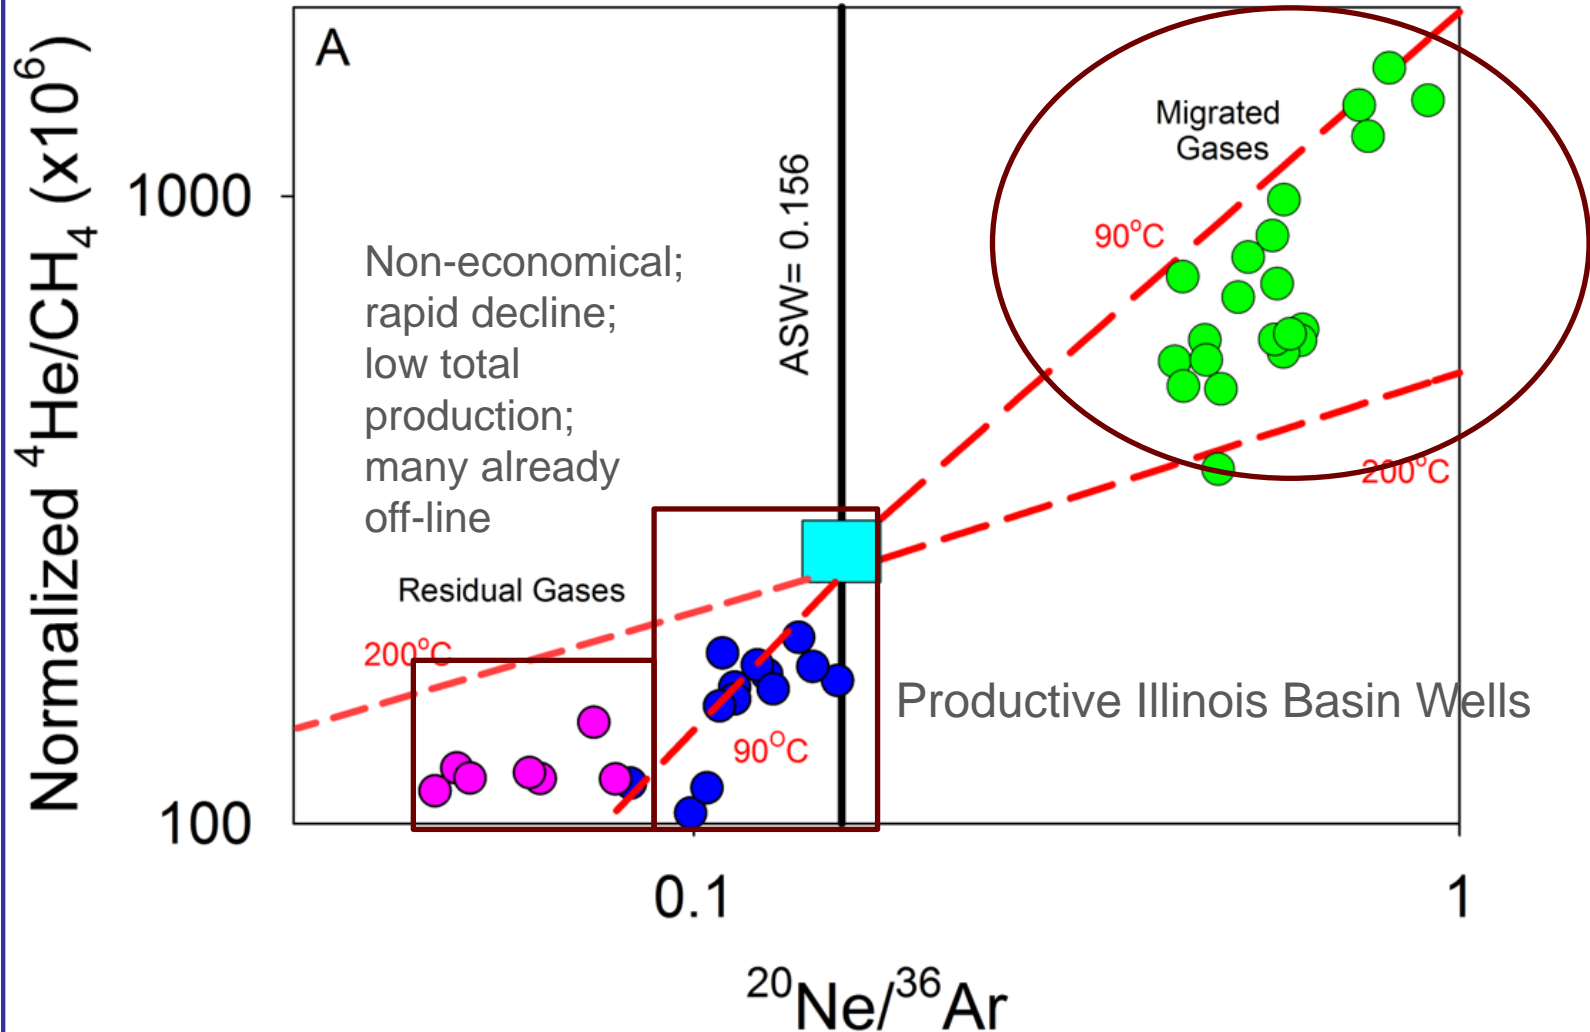 A
Normalized ⁴He/CH₄ (x10⁶)
1000
100
Migrated
Gases
90°C
ASW= 0.156
Non-economical;
rapid decline;
low total
production;
many already
off-line
200°C
Residual Gases
200°C
Productive Illinois Basin Wells
90°C
0.1
1
²⁰Ne/³⁶Ar